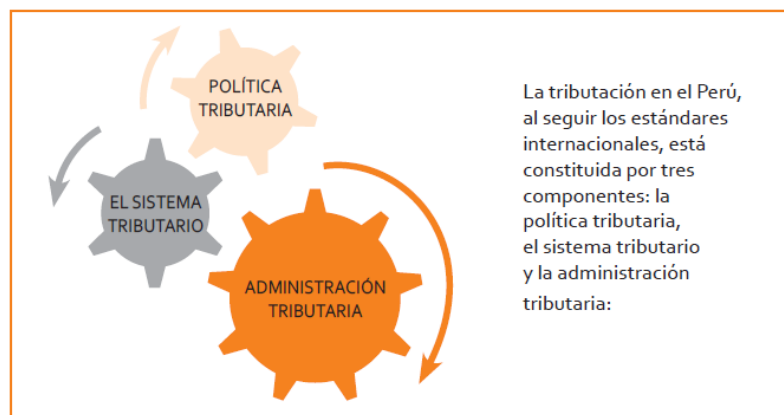 POLÍTICA
TRIBUTARIA
EL SISTEMA
TRIBUTARIO
ADMINISTRACIÓN
TRIBUTARIA
La tributación en el Perú,
al seguir los estándares
internacionales, está
constituida por tres
componentes: la
política tributaria,
el sistema tributario
y la administración
tributaria: